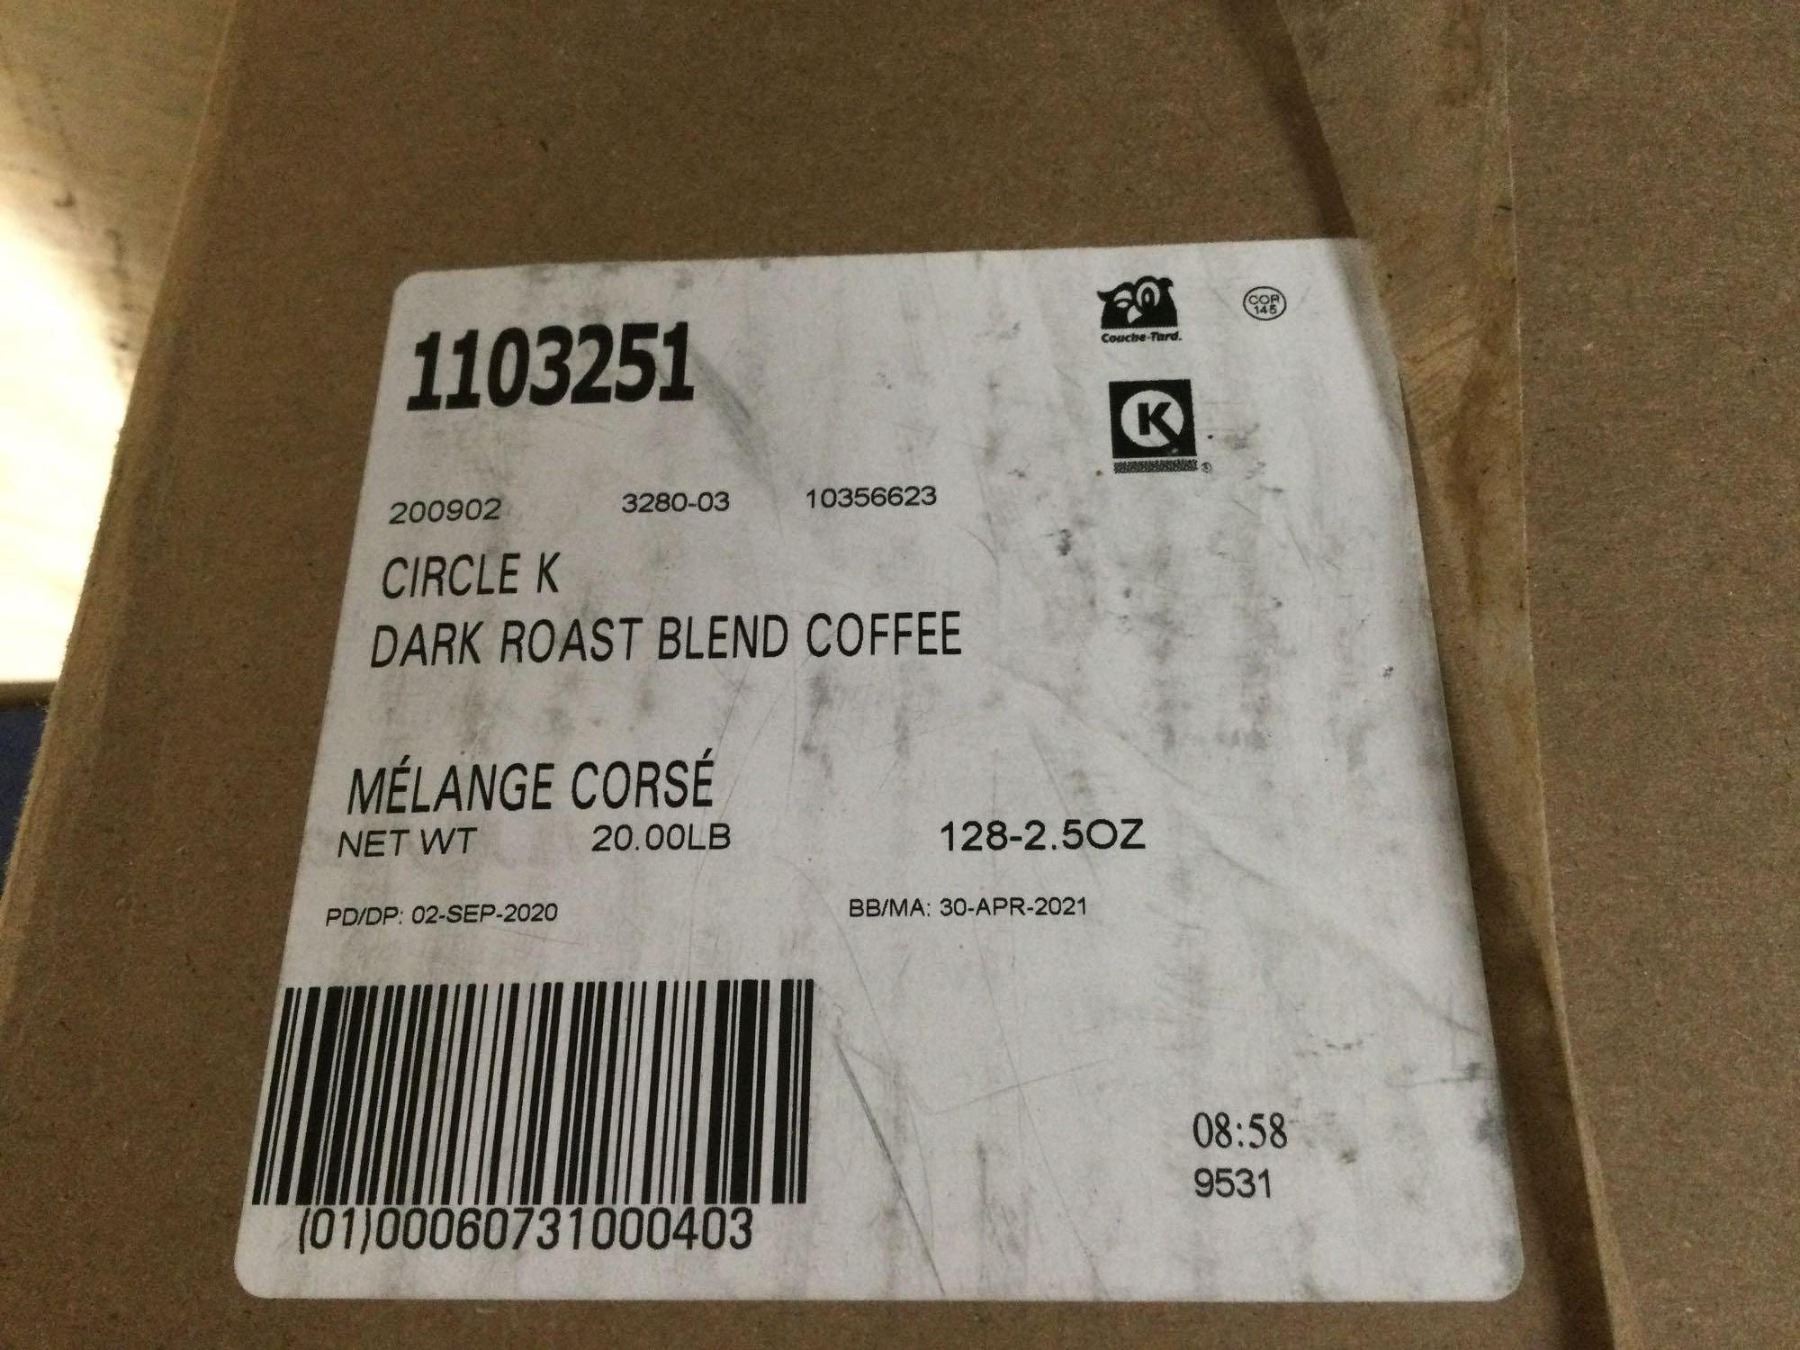 1103251
Couche-Tard.
COR
145
K
200902 3280-03 10356623
CIRCLE K
DARK ROAST BLEND COFFEE
MÉLANGE CORSÉ
NET WT 20.00LB 128-2.5OZ
PD/DP: 02-SEP-2020 BB/MA: 30-APR-2021
08:58
9531
(01)00060731000403